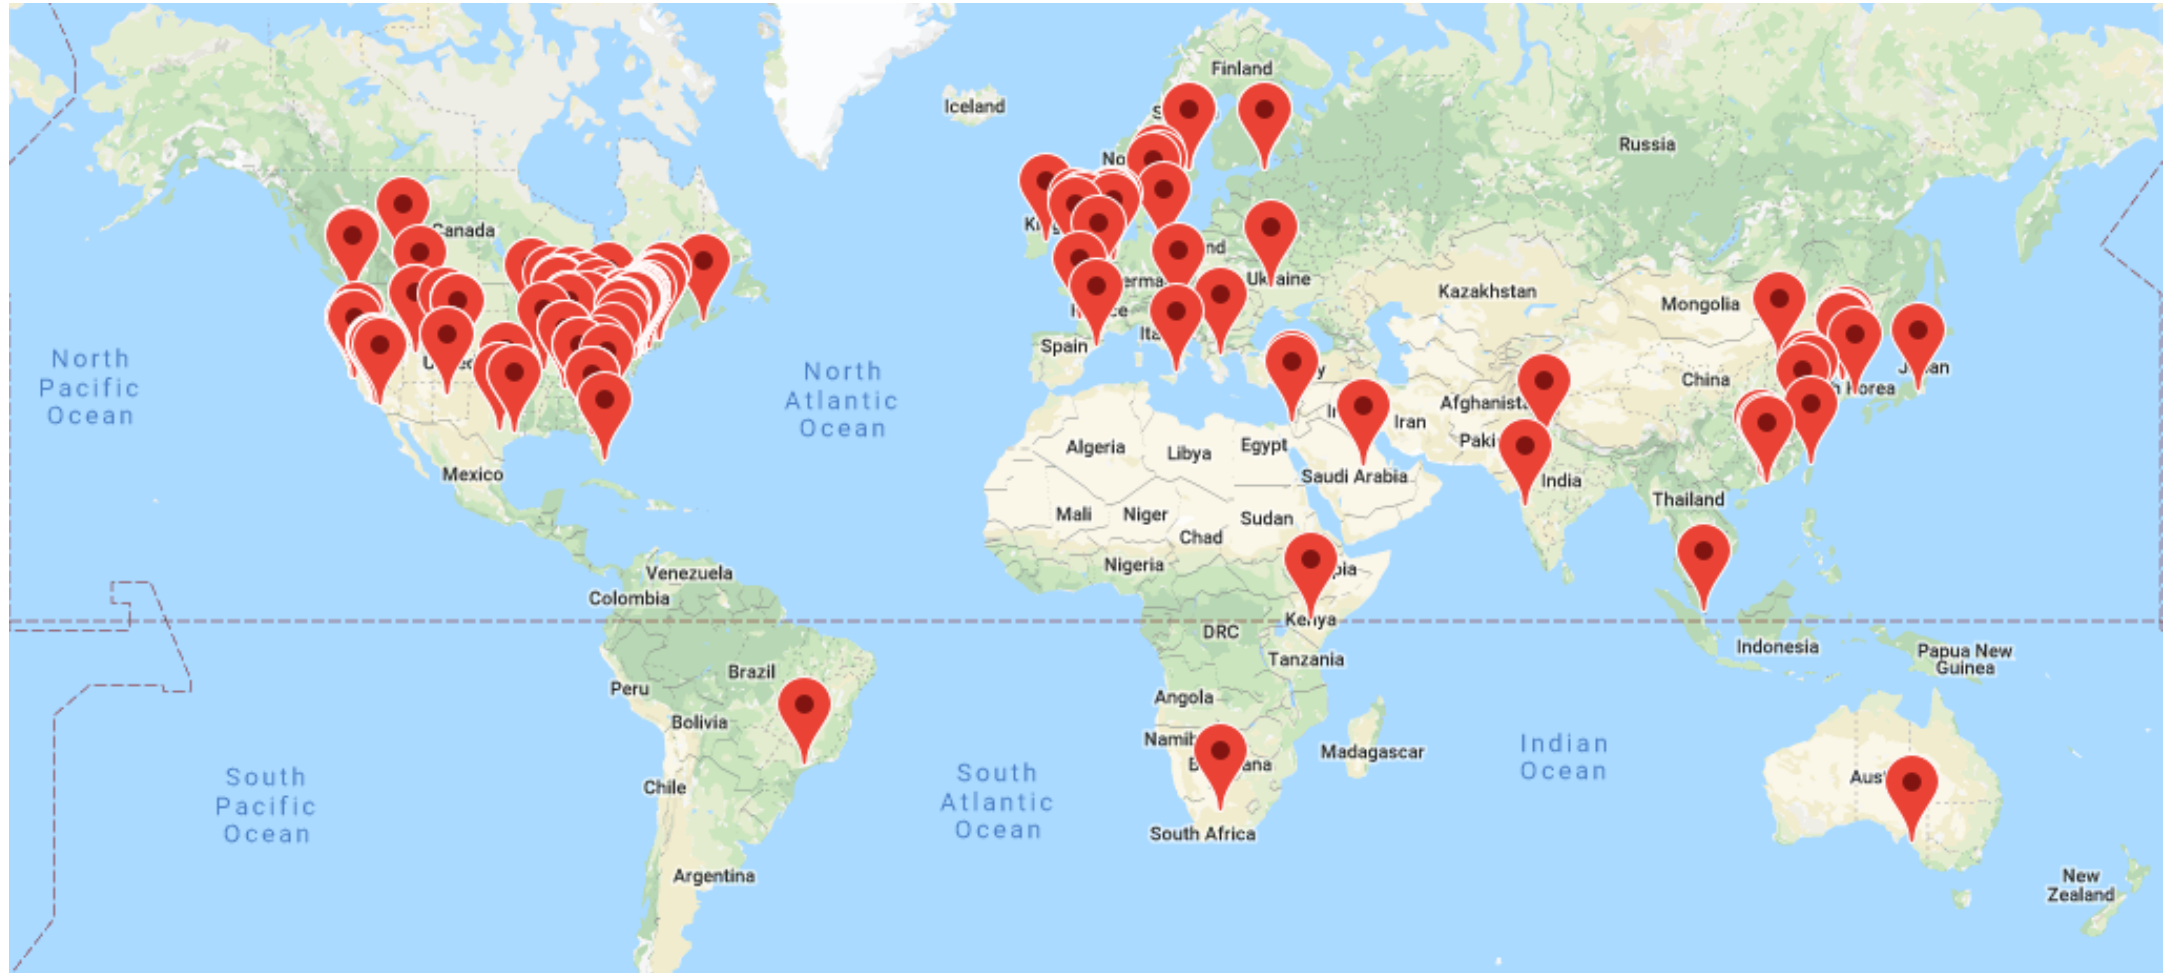 Finland
Iceland
Russia
Canada
Ukraine
Kazakhstan
Mongolia
Spain
China
Iran
Algeria
Libya
Egypt
Saudi Arabia
India
Mexico
Thailand
Mali
Niger
Sudan
Chad
Nigeria
Venezuela
Colombia
Kenya
DRC
Tanzania
Indonesia
Papua New
Guinea
Brazil
Peru
Angola
Bolivia
Madagascar
Chile
South Africa
Argentina
New
Zealand
North
Pacific
Ocean
North
Atlantic
Ocean
South
Pacific
Ocean
South
Atlantic
Ocean
Indian
Ocean